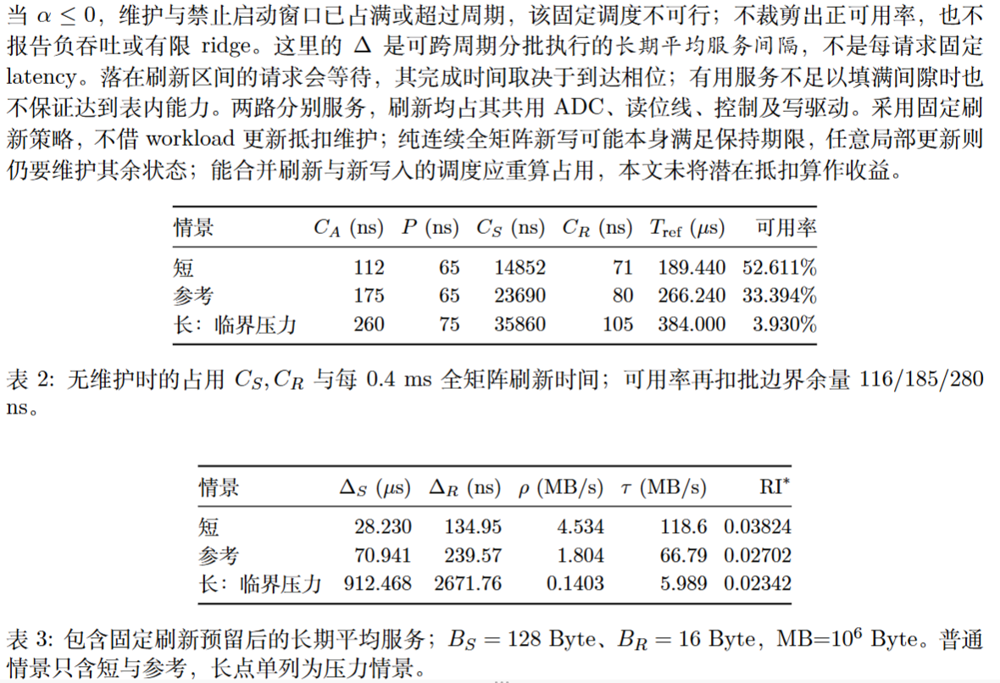 当 α ≤ 0，维护与禁止启动窗口已占满或超过周期，该固定调度不可行；不裁剪出正可用率，也不
报告负吞吐或有限 ridge。这里的 Δ 是可跨周期分批执行的长期平均服务间隔，不是每请求固定
latency。落在刷新区间的请求会等待，其完成时间取决于到达相位；有用服务不足以填满间隙时也
不保证达到表内能力。两路分别服务，刷新均占其共用 ADC、读位线、控制及写驱动。采用固定刷
新策略，不借 workload 更新抵扣维护；纯连续全矩阵新写可能本身满足保持期限，任意局部更新则
仍要维护其余状态；能合并刷新与新写入的调度应重算占用，本文未将潜在抵扣算作收益。
情景 C_A (ns) P (ns) C_S (ns) C_R (ns) T_ref (μs) 可用率
短 112 65 14852 71 189.440 52.611%
参考 175 65 23690 80 266.240 33.394%
长：临界压力 260 75 35860 105 384.000 3.930%
表 2: 无维护时的占用 C_S, C_R 与每 0.4 ms 全矩阵刷新时间；可用率再扣批边界余量 116/185/280
ns。
情景 Δ_S (μs) Δ_R (ns) ρ (MB/s) τ (MB/s) RI*
短 28.230 134.95 4.534 118.6 0.03824
参考 70.941 239.57 1.804 66.79 0.02702
长：临界压力 912.468 2671.76 0.1403 5.989 0.02342
表 3: 包含固定刷新预留后的长期平均服务；B_S = 128 Byte、B_R = 16 Byte，MB=10⁶ Byte。普通
情景只含短与参考，长点单列为压力情景。